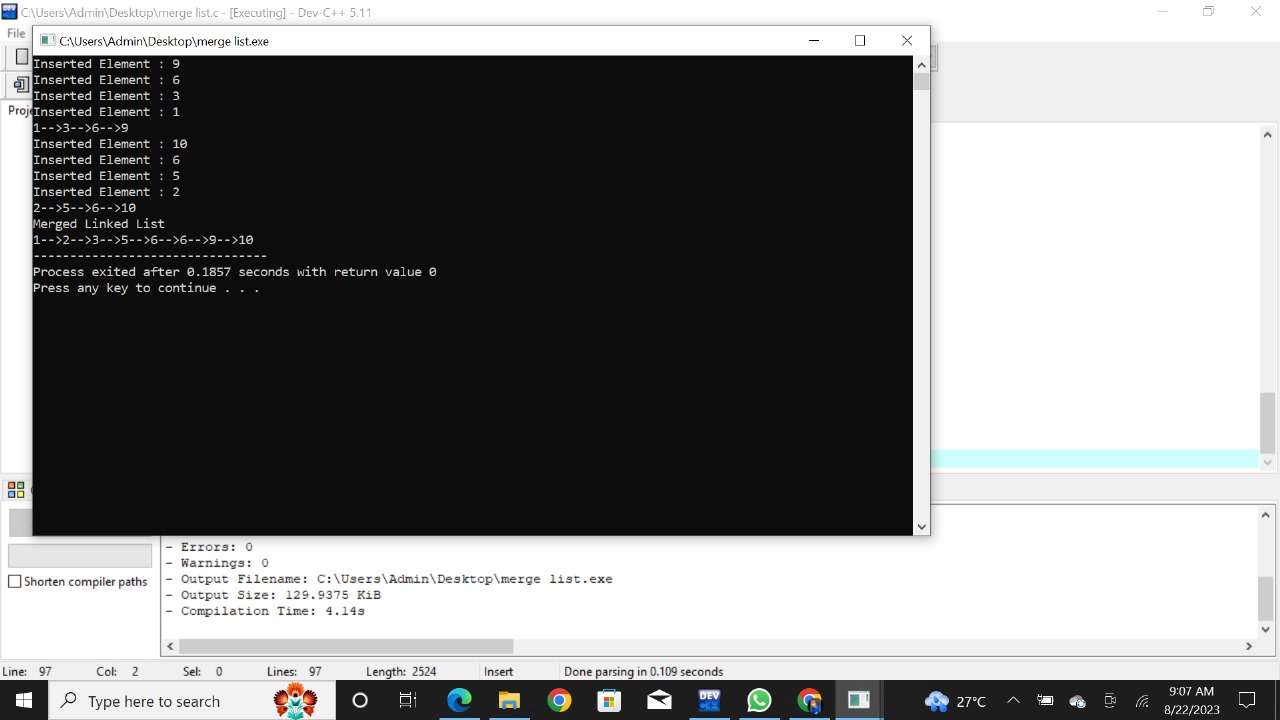 C:\Users\Admin\Desktop\merge list.c - [Executing] - Dev-C++ 5.11
File
C:\Users\Admin\Desktop\merge list.exe
Inserted Element : 9
Inserted Element : 6
Inserted Element : 3
Inserted Element : 1
1-->3-->6-->9
Inserted Element : 10
Inserted Element : 6
Inserted Element : 5
Inserted Element : 2
2-->5-->6-->10
Merged Linked List
1-->2-->3-->5-->6-->6-->9-->10
--------------------------------
Process exited after 0.1857 seconds with return value 0
Press any key to continue . . .
- Errors: 0
- Warnings: 0
- Output Filename: C:\Users\Admin\Desktop\merge list.exe
- Output Size: 129.9375 KiB
- Compilation Time: 4.14s
Shorten compiler paths
Line: 97 Col: 2 Sel: 0 Lines: 97 Length: 2524 Insert Done parsing in 0.109 seconds
Type here to search
DEV
27°C
9:07 AM
8/22/2023